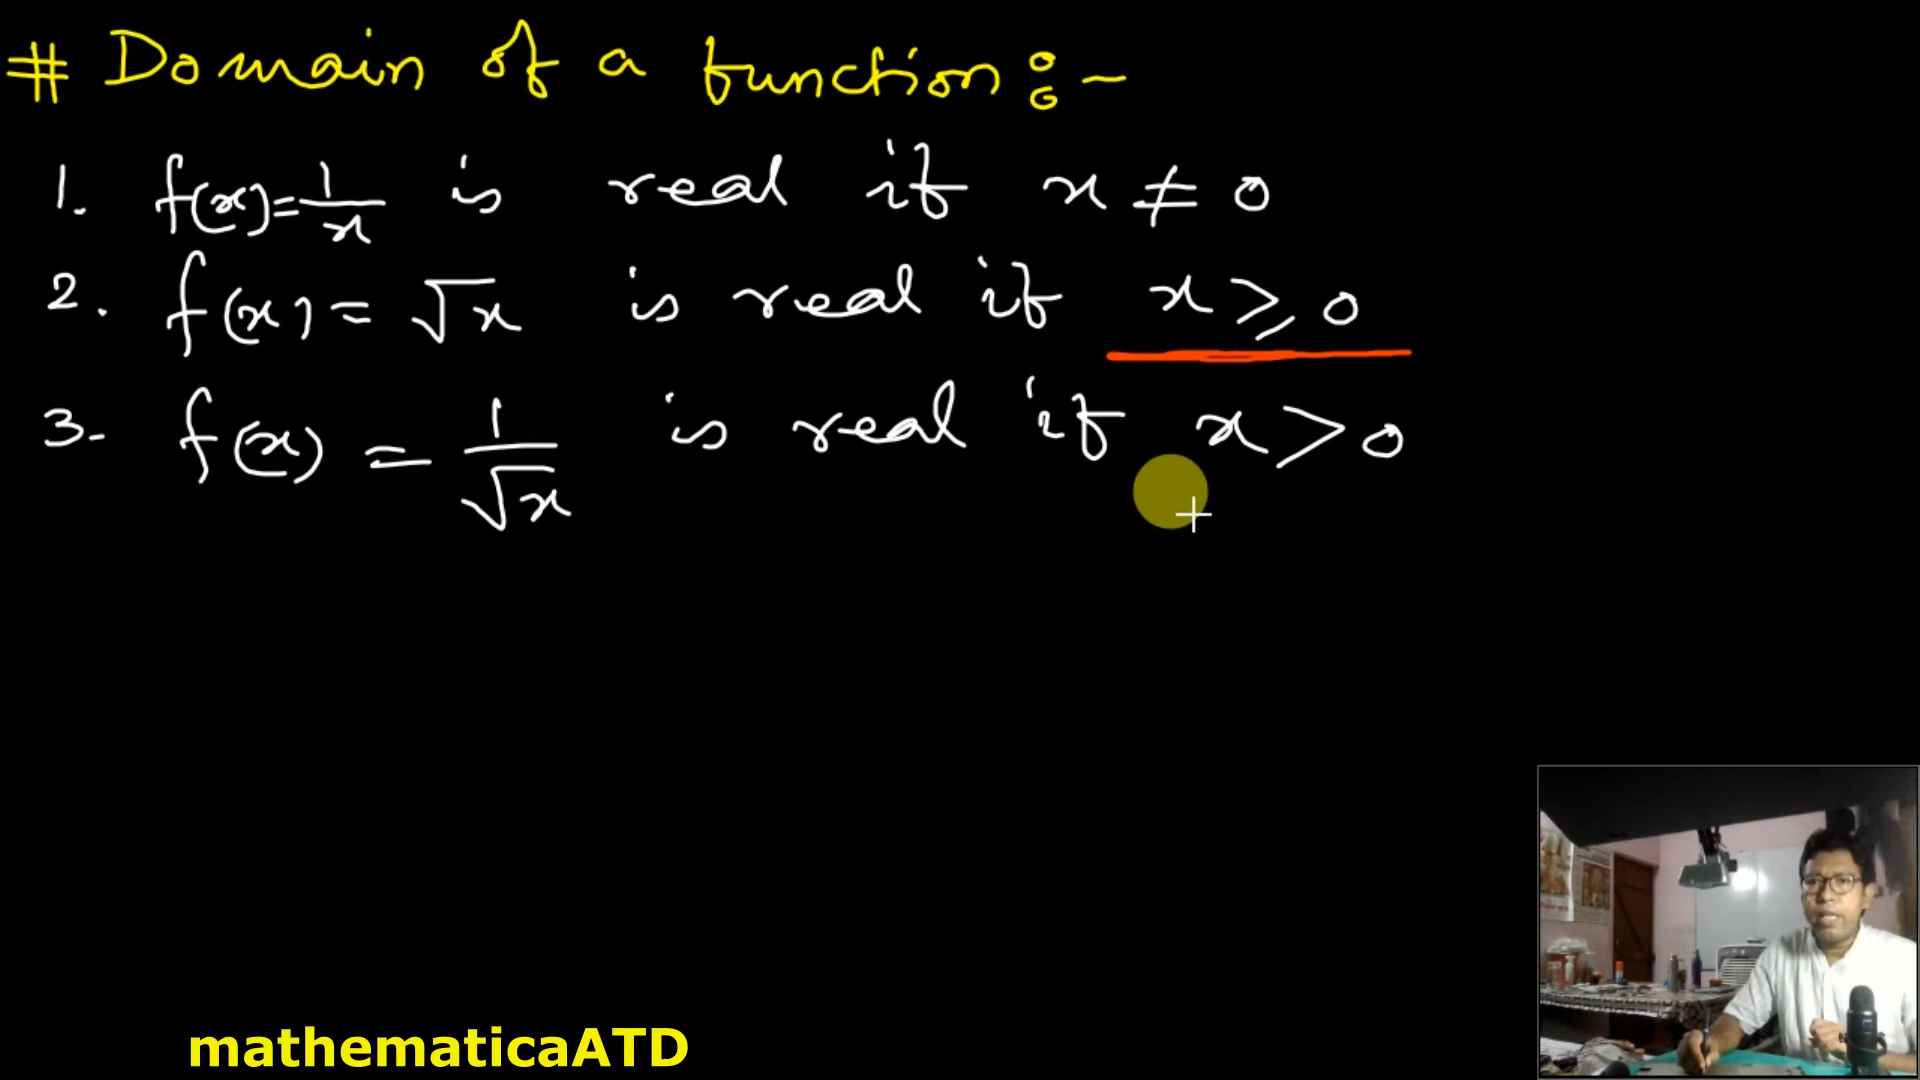 # Domain of a function :-
1. f(x) = 1/x is real if x ≠ 0
2. f(x) = √x is real if x ≥ 0
3. f(x) = 1/√x is real if x > 0
mathematicaATD